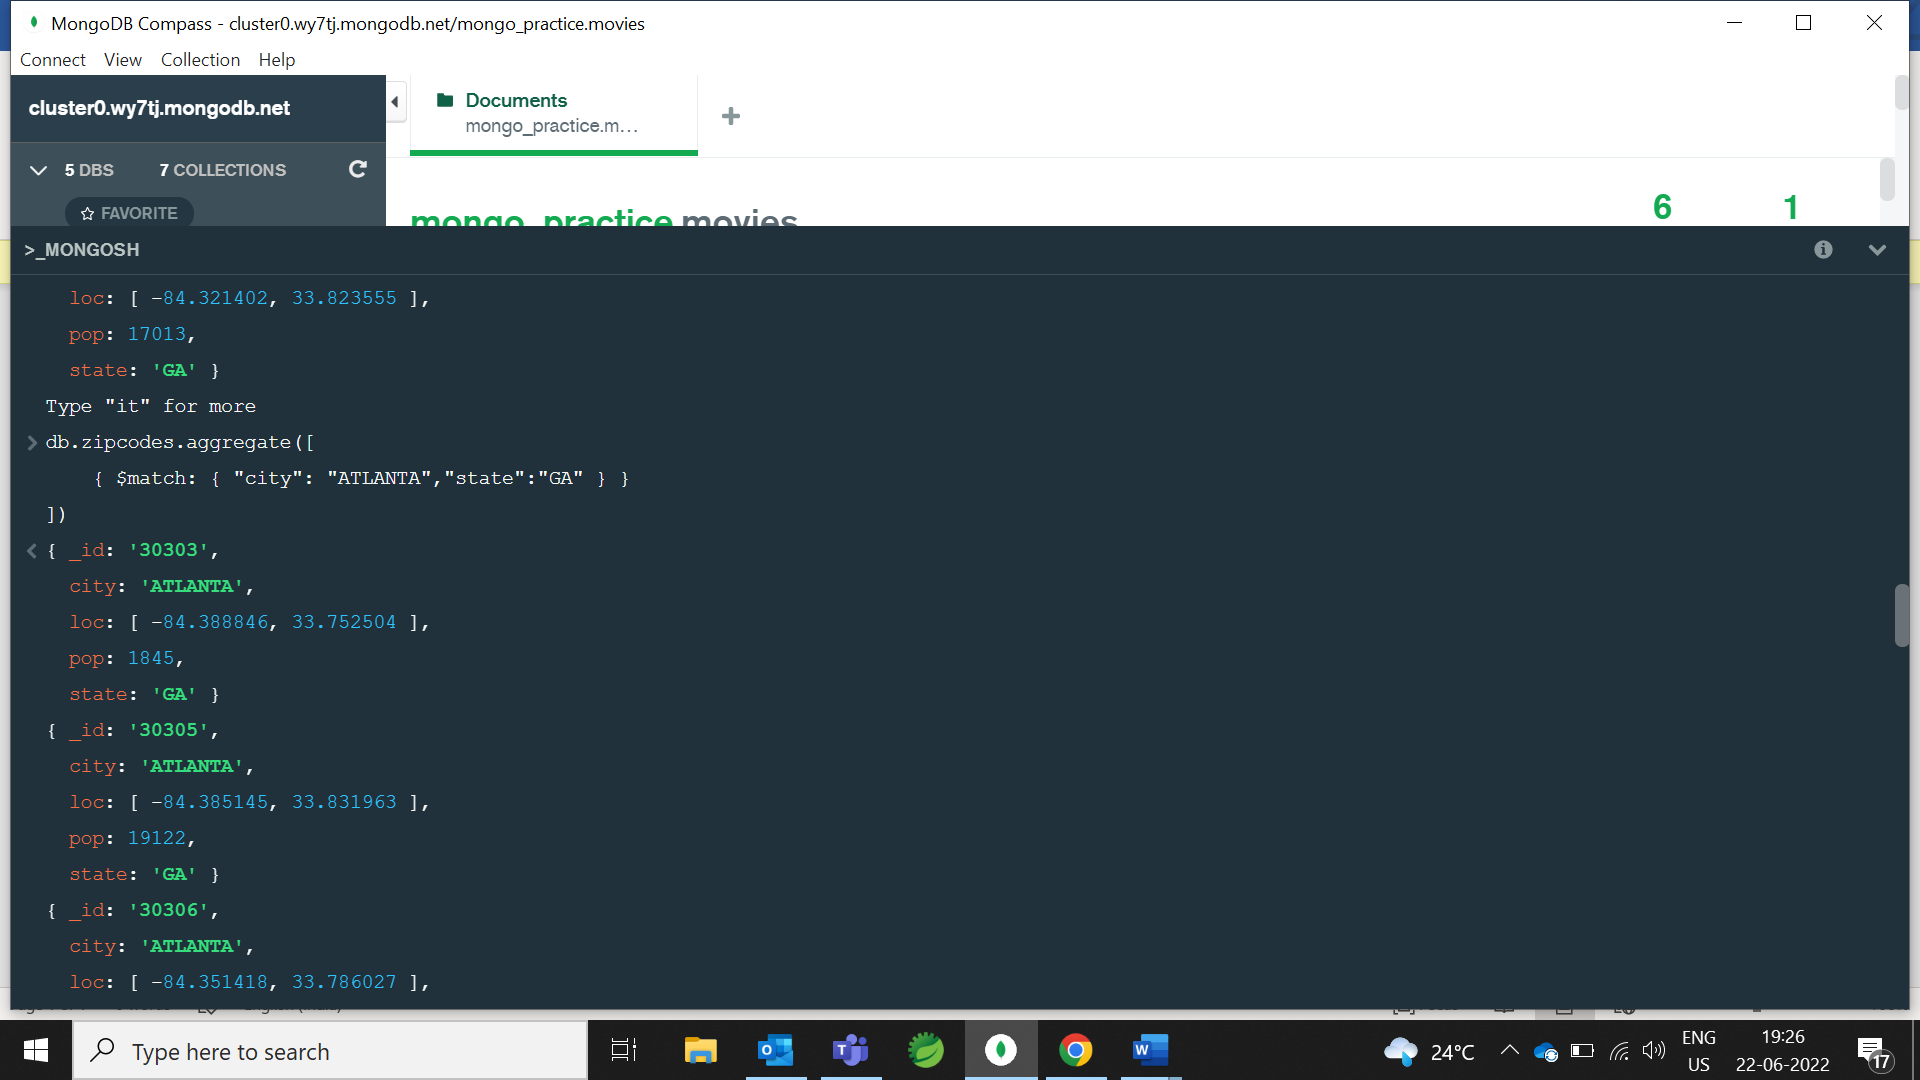 MongoDB Compass - cluster0.wy7tj.mongodb.net/mongo_practice.movies
Connect View Collection Help
cluster0.wy7tj.mongodb.net
Documents
mongo_practice.m...
5 DBS 7 COLLECTIONS
FAVORITE
mongo_practice.movies
6 1
>_MONGOSH
loc: [ -84.321402, 33.823555 ],
pop: 17013,
state: 'GA' }
Type "it" for more
> db.zipcodes.aggregate([
{ $match: { "city": "ATLANTA","state":"GA" } }
])
< { _id: '30303',
city: 'ATLANTA',
loc: [ -84.388846, 33.752504 ],
pop: 1845,
state: 'GA' }
{ _id: '30305',
city: 'ATLANTA',
loc: [ -84.385145, 33.831963 ],
pop: 19122,
state: 'GA' }
{ _id: '30306',
city: 'ATLANTA',
loc: [ -84.351418, 33.786027 ],
Type here to search
24°C
ENG
US
19:26
22-06-2022
17